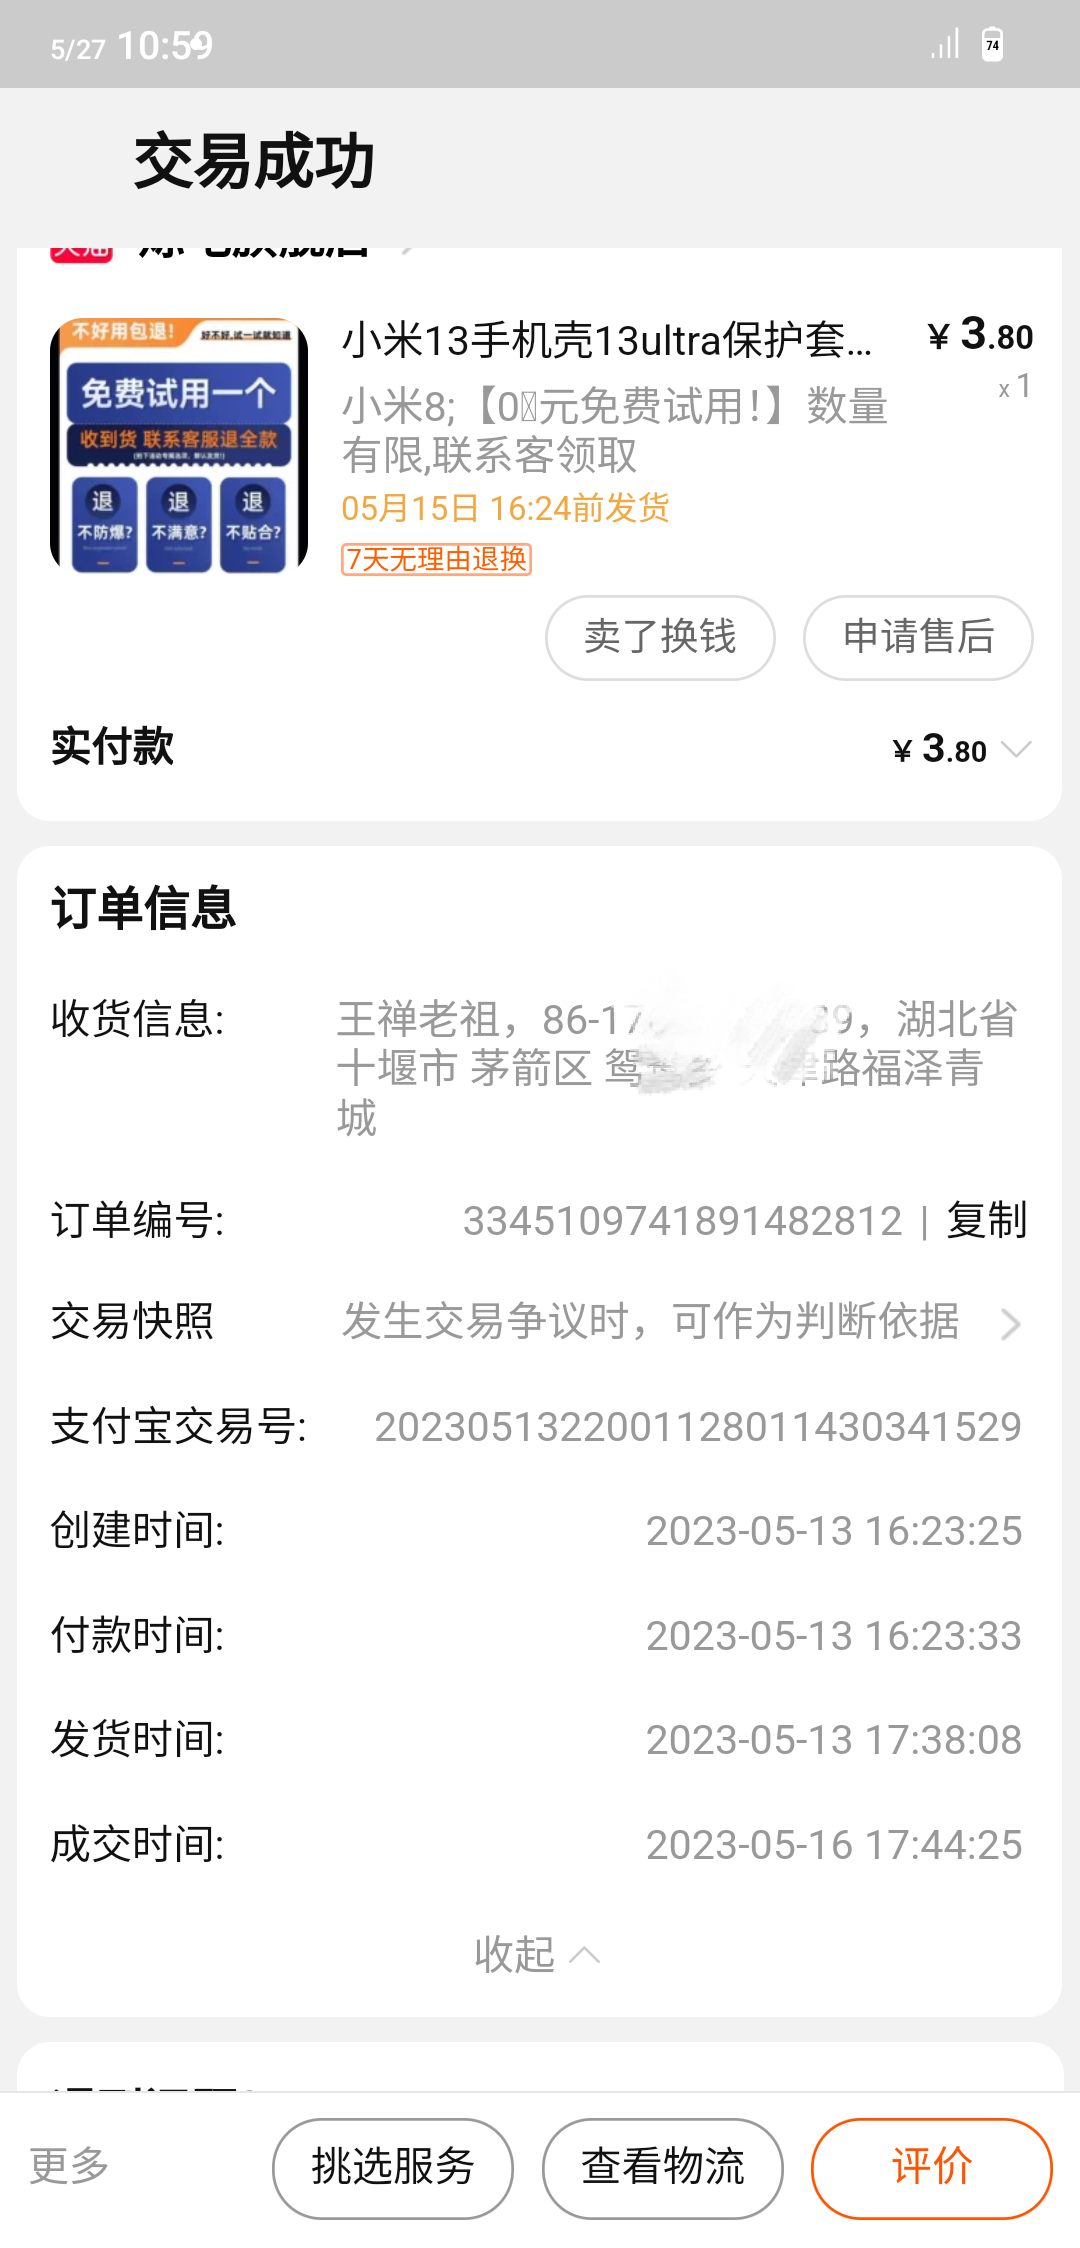 5/27 10:59
74
交易成功
不好用包退!
好不好,试一试就知道
免费试用一个
收到货 联系客服退全款
退 退 退
不防爆? 不满意? 不贴合?
小米13手机壳13ultra保护套...
¥ 3.80
小米8;【0元免费试用!】数量
x 1
有限,联系客领取
05月15日 16:24前发货
7天无理由退换
卖了换钱 申请售后
实付款 ¥ 3.80
订单信息
收货信息: 王禅老祖，86-17 39，湖北省
十堰市 茅箭区 路福泽青
城
订单编号: 3345109741891482812 | 复制
交易快照 发生交易争议时，可作为判断依据
支付宝交易号: 2023051322001128011430341529
创建时间: 2023-05-13 16:23:25
付款时间: 2023-05-13 16:23:33
发货时间: 2023-05-13 17:38:08
成交时间: 2023-05-16 17:44:25
收起
更多 挑选服务 查看物流 评价